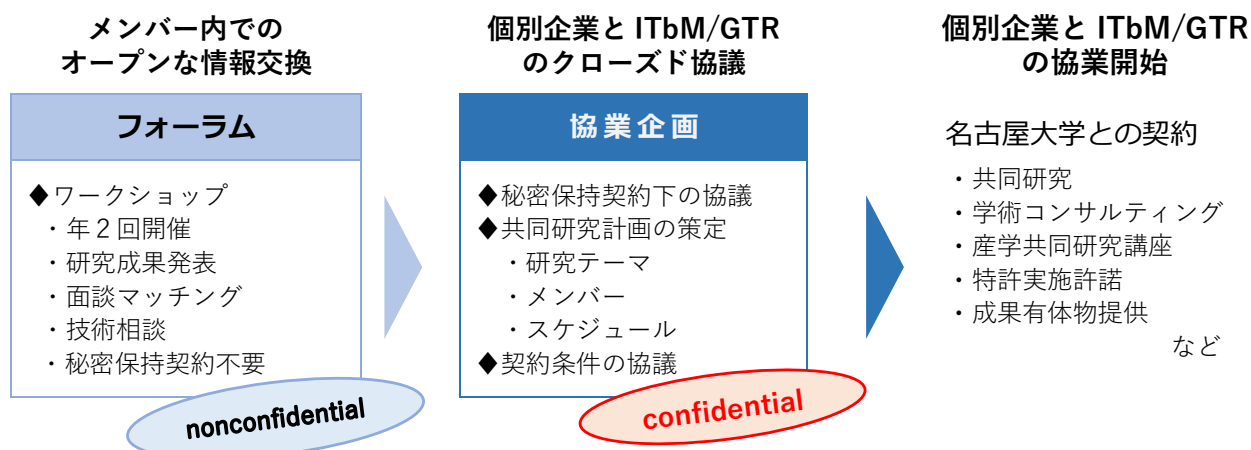 メンバー内での
オープンな情報交換
フォーラム
◆ワークショップ
・年２回開催
・研究成果発表
・面談マッチング
・技術相談
・秘密保持契約不要
nonconfidential
個別企業と ITbM/GTR
のクローズド協議
協業企画
◆秘密保持契約下の協議
◆共同研究計画の策定
・研究テーマ
・メンバー
・スケジュール
◆契約条件の協議
confidential
個別企業と ITbM/GTR
の協業開始
名古屋大学との契約
・共同研究
・学術コンサルティング
・産学共同研究講座
・特許実施許諾
・成果有体物提供
など